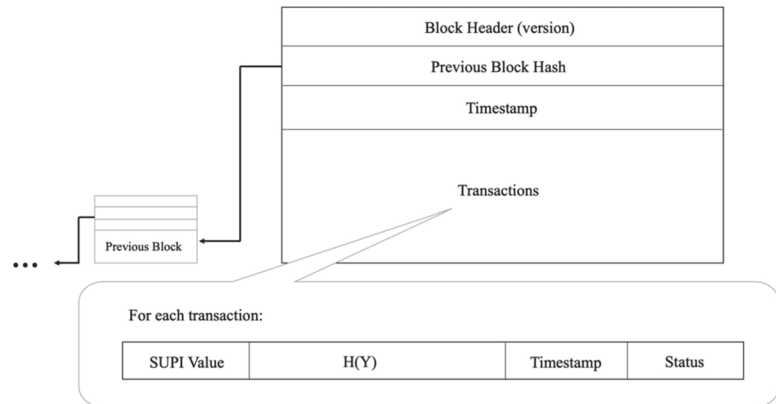 Block Header (version)
Previous Block Hash
Timestamp
Transactions
Previous Block
...
For each transaction:
SUPI Value H(Y) Timestamp Status